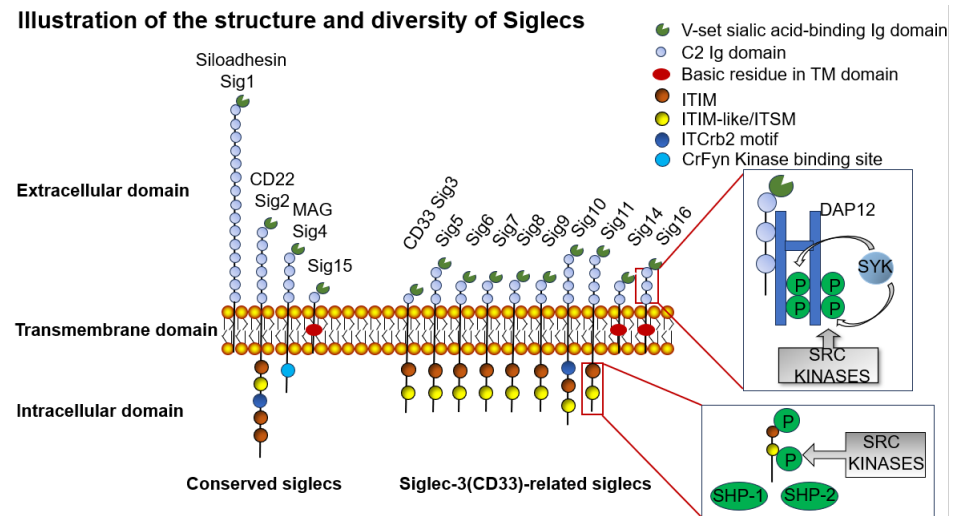 Illustration of the structure and diversity of Siglecs
V-set sialic acid-binding Ig domain
C2 Ig domain
Basic residue in TM domain
ITIM
ITIM-like/ITSM
ITCrb2 motif
CrFyn Kinase binding site
Siloadhesin
Sig1
CD22
Sig2
MAG
Sig4
Sig15
CD33 Sig3
Sig5
Sig6
Sig7
Sig8
Sig9
Sig10
Sig11
Sig14
Sig16
Extracellular domain
Transmembrane domain
Intracellular domain
DAP12
SYK
P
P
P
P
SRC
KINASES
P
P
SRC
KINASES
SHP-1
SHP-2
Conserved siglecs
Siglec-3(CD33)-related siglecs